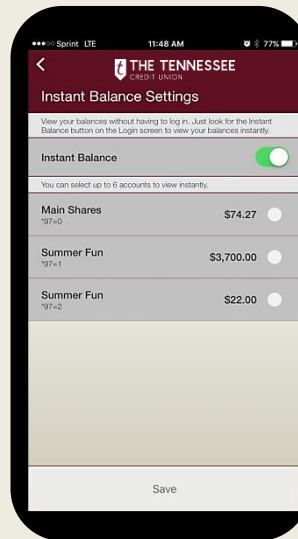 Sprint LTE 11:48 AM 77%
THE TENNESSEE
CREDIT UNION
Instant Balance Settings
View your balances without having to log in. Just look for the Instant
Balance button on the Login screen to view your balances instantly.
Instant Balance
You can select up to 6 accounts to view instantly.
Main Shares $74.27
*97=0
Summer Fun $3,700.00
*97=1
Summer Fun $22.00
*97=2
Save